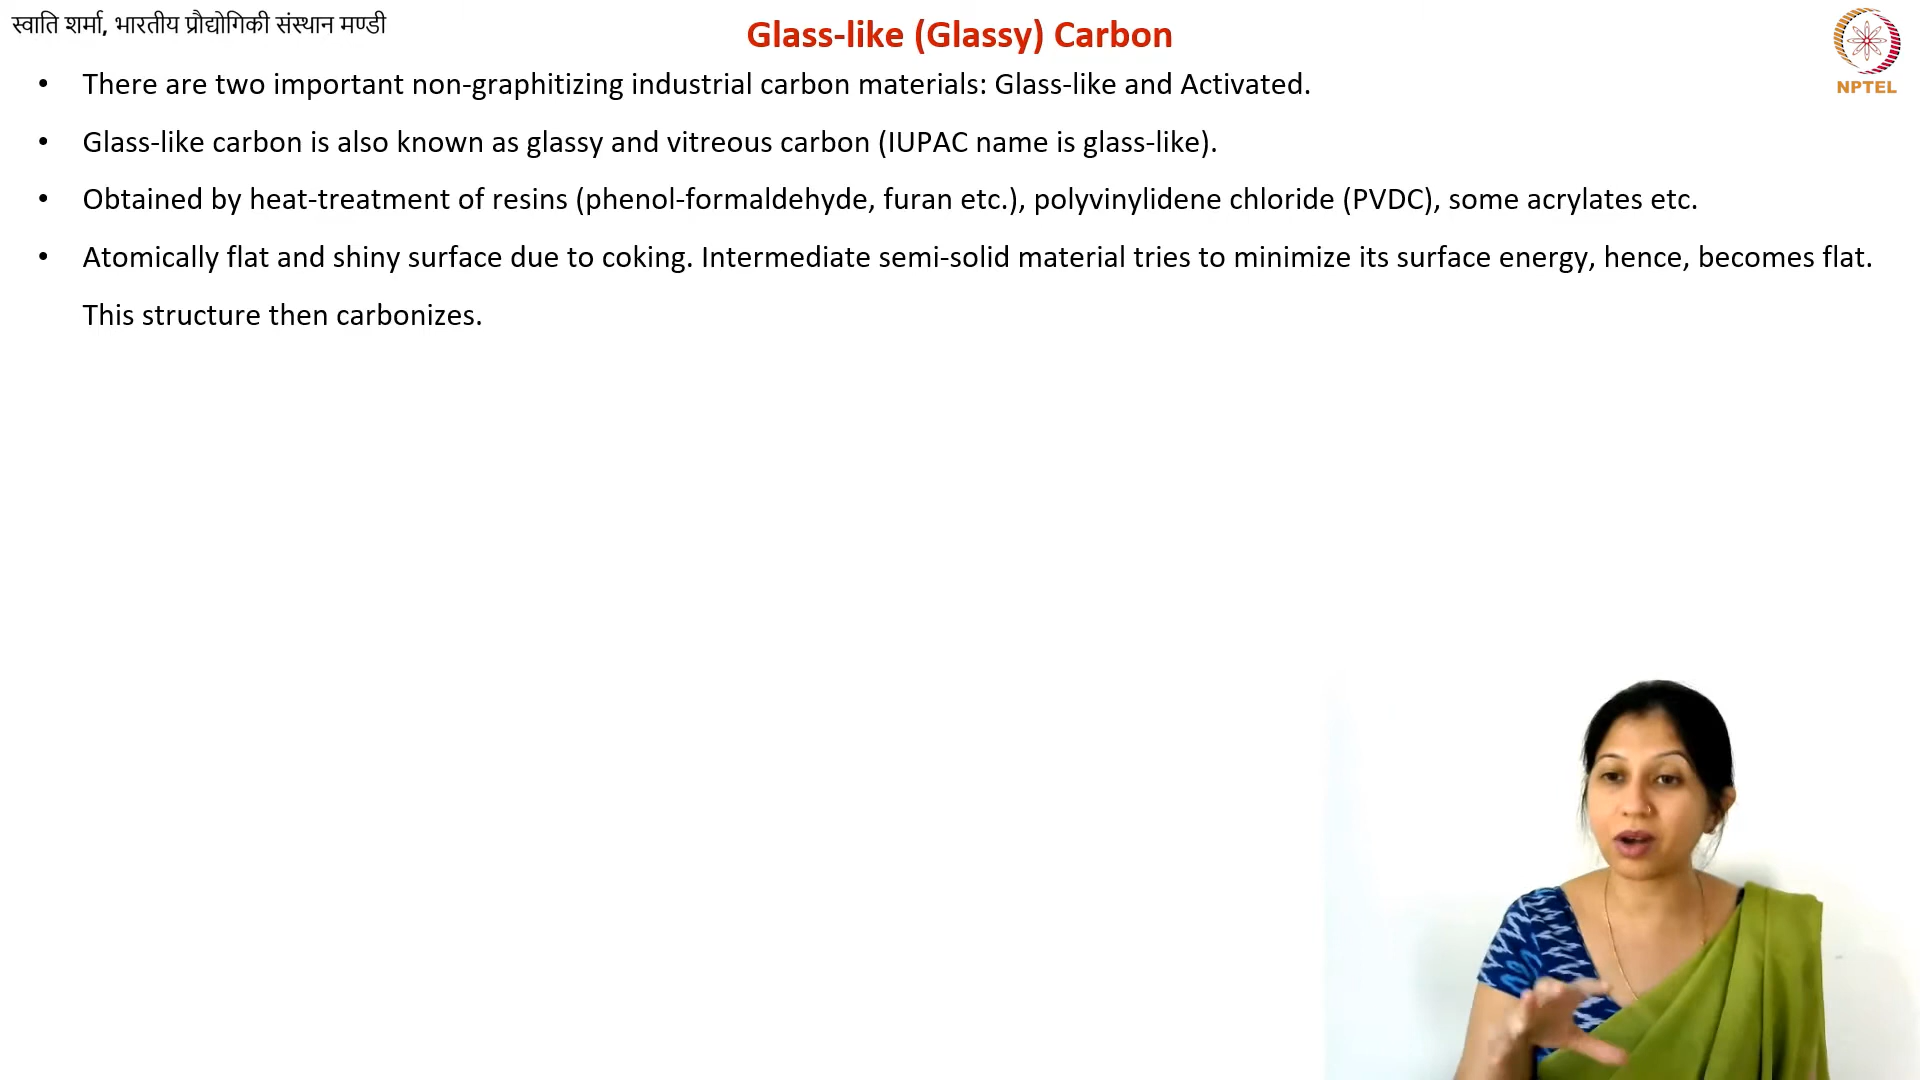 स्वाति शर्मा, भारतीय प्रौद्योगिकी संस्थान मण्डी
Glass-like (Glassy) Carbon
NPTEL
• There are two important non-graphitizing industrial carbon materials: Glass-like and Activated.
• Glass-like carbon is also known as glassy and vitreous carbon (IUPAC name is glass-like).
• Obtained by heat-treatment of resins (phenol-formaldehyde, furan etc.), polyvinylidene chloride (PVDC), some acrylates etc.
• Atomically flat and shiny surface due to coking. Intermediate semi-solid material tries to minimize its surface energy, hence, becomes flat.
This structure then carbonizes.